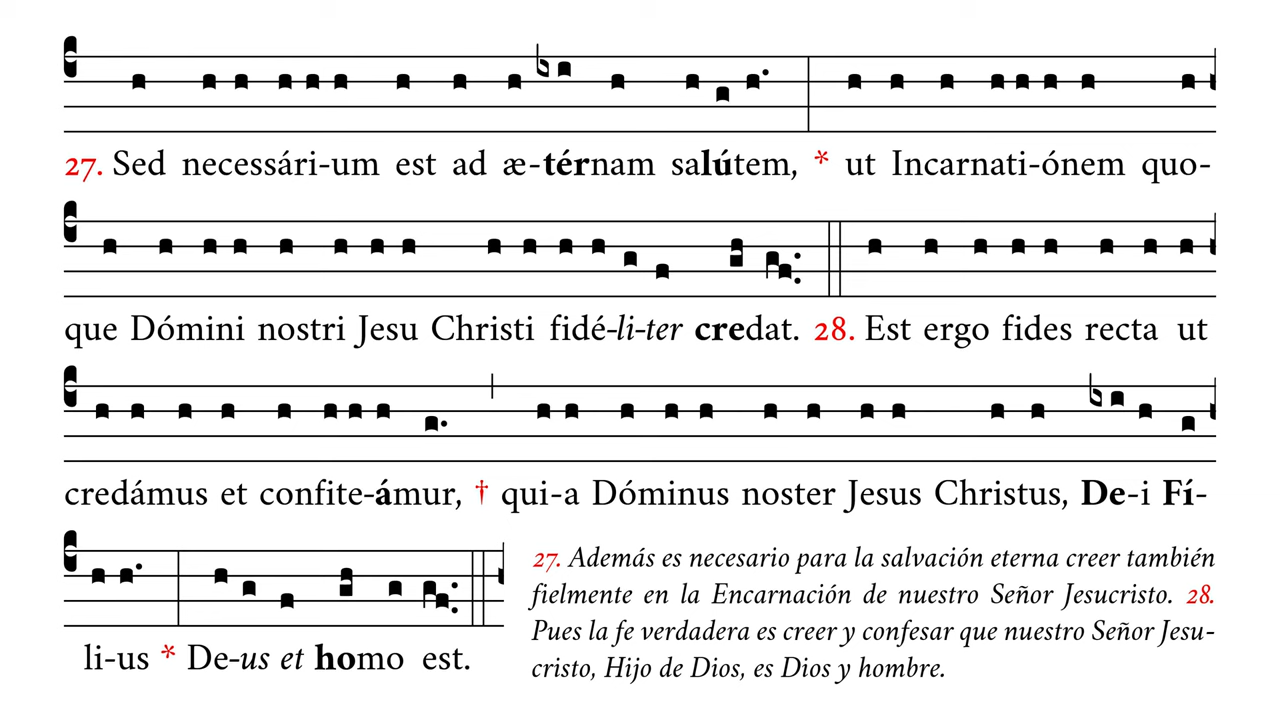 27. Sed necessári-um est ad æ-térnam salútem, * ut Incarnati-ónem quo-
que Dómini nostri Jesu Christi fidé-li-ter credat. 28. Est ergo fides recta ut
credámus et confite-ámur, † qui-a Dóminus noster Jesus Christus, De-i Fí-
li-us * De-us et homo est.
27. Además es necesario para la salvación eterna creer también
fielmente en la Encarnación de nuestro Señor Jesucristo. 28.
Pues la fe verdadera es creer y confesar que nuestro Señor Jesu-
cristo, Hijo de Dios, es Dios y hombre.